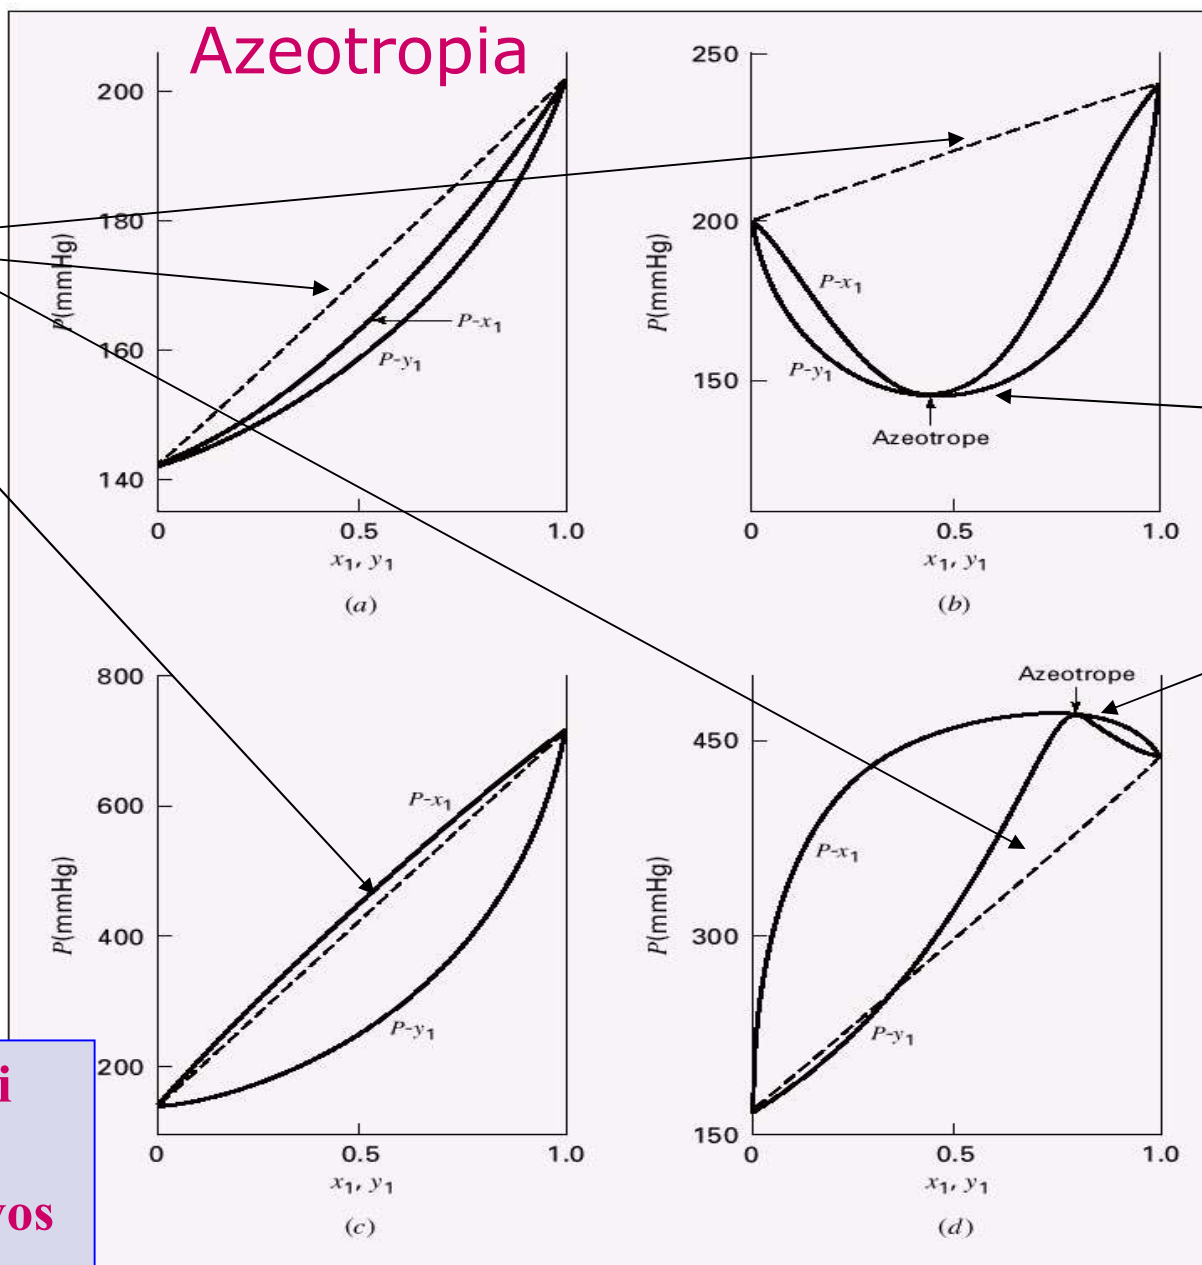 Azeotropia
200
180
160
140
P(mmHg)
P-x1
P-y1
0
0.5
1.0
x1, y1
(a)
250
200
150
P(mmHg)
P-x1
P-y1
Azeotrope
0
0.5
1.0
x1, y1
(b)
800
600
400
200
P(mmHg)
P-x1
P-y1
0
0.5
1.0
x1, y1
(c)
Azeotrope
450
300
150
P(mmHg)
P-x1
P-y1
0
0.5
1.0
x1, y1
(d)